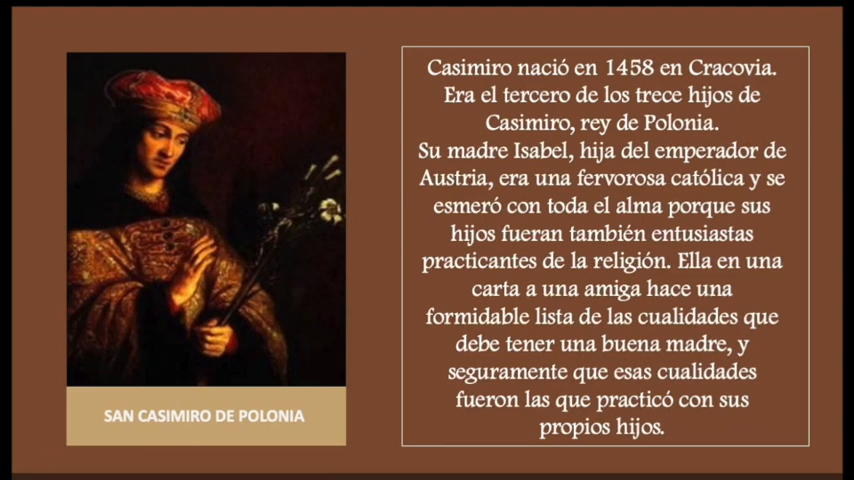 Casimiro nació en 1458 en Cracovia.
Era el tercero de los trece hijos de
Casimiro, rey de Polonia.
Su madre Isabel, hija del emperador de
Austria, era una fervorosa católica y se
esmeró con toda el alma porque sus
hijos fueran también entusiastas
practicantes de la religión. Ella en una
carta a una amiga hace una
formidable lista de las cualidades que
debe tener una buena madre, y
seguramente que esas cualidades
fueron las que practicó con sus
propios hijos.
SAN CASIMIRO DE POLONIA